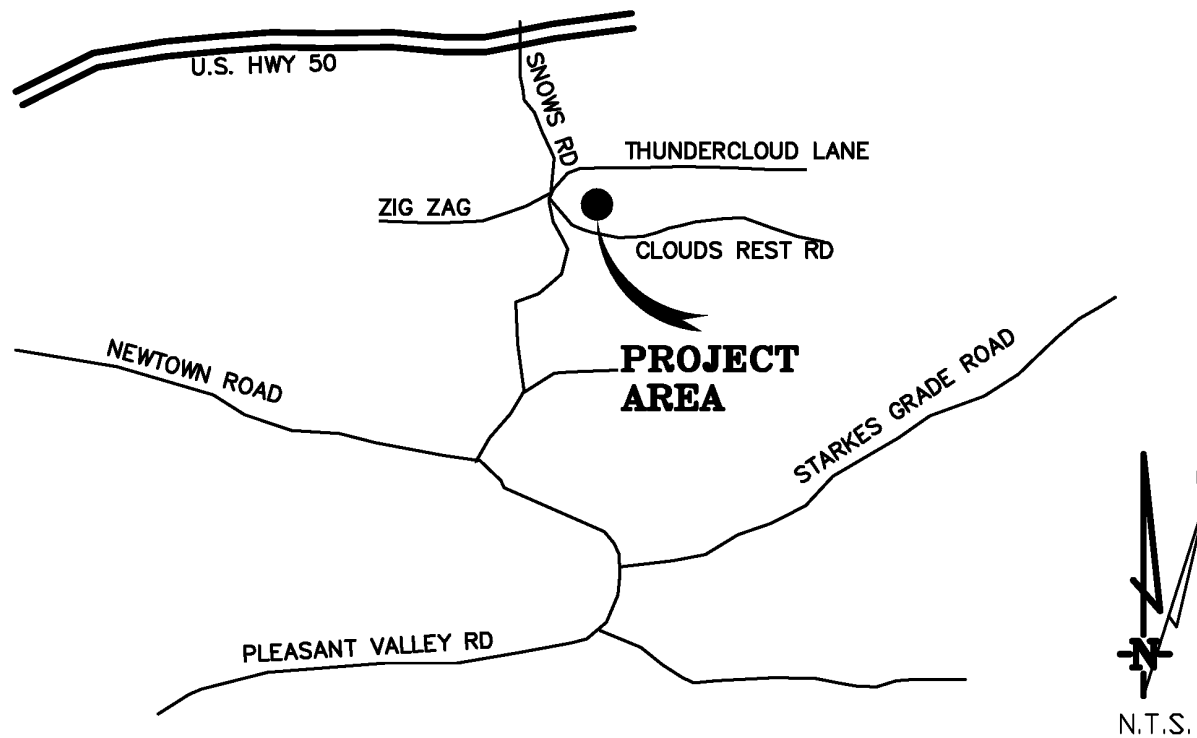 U.S. HWY 50
SNOWS RD
THUNDERCLOUD LANE
ZIG ZAG
CLOUDS REST RD
PROJECT
AREA
NEWTOWN ROAD
STARKES GRADE ROAD
PLEASANT VALLEY RD
N
N.T.S.